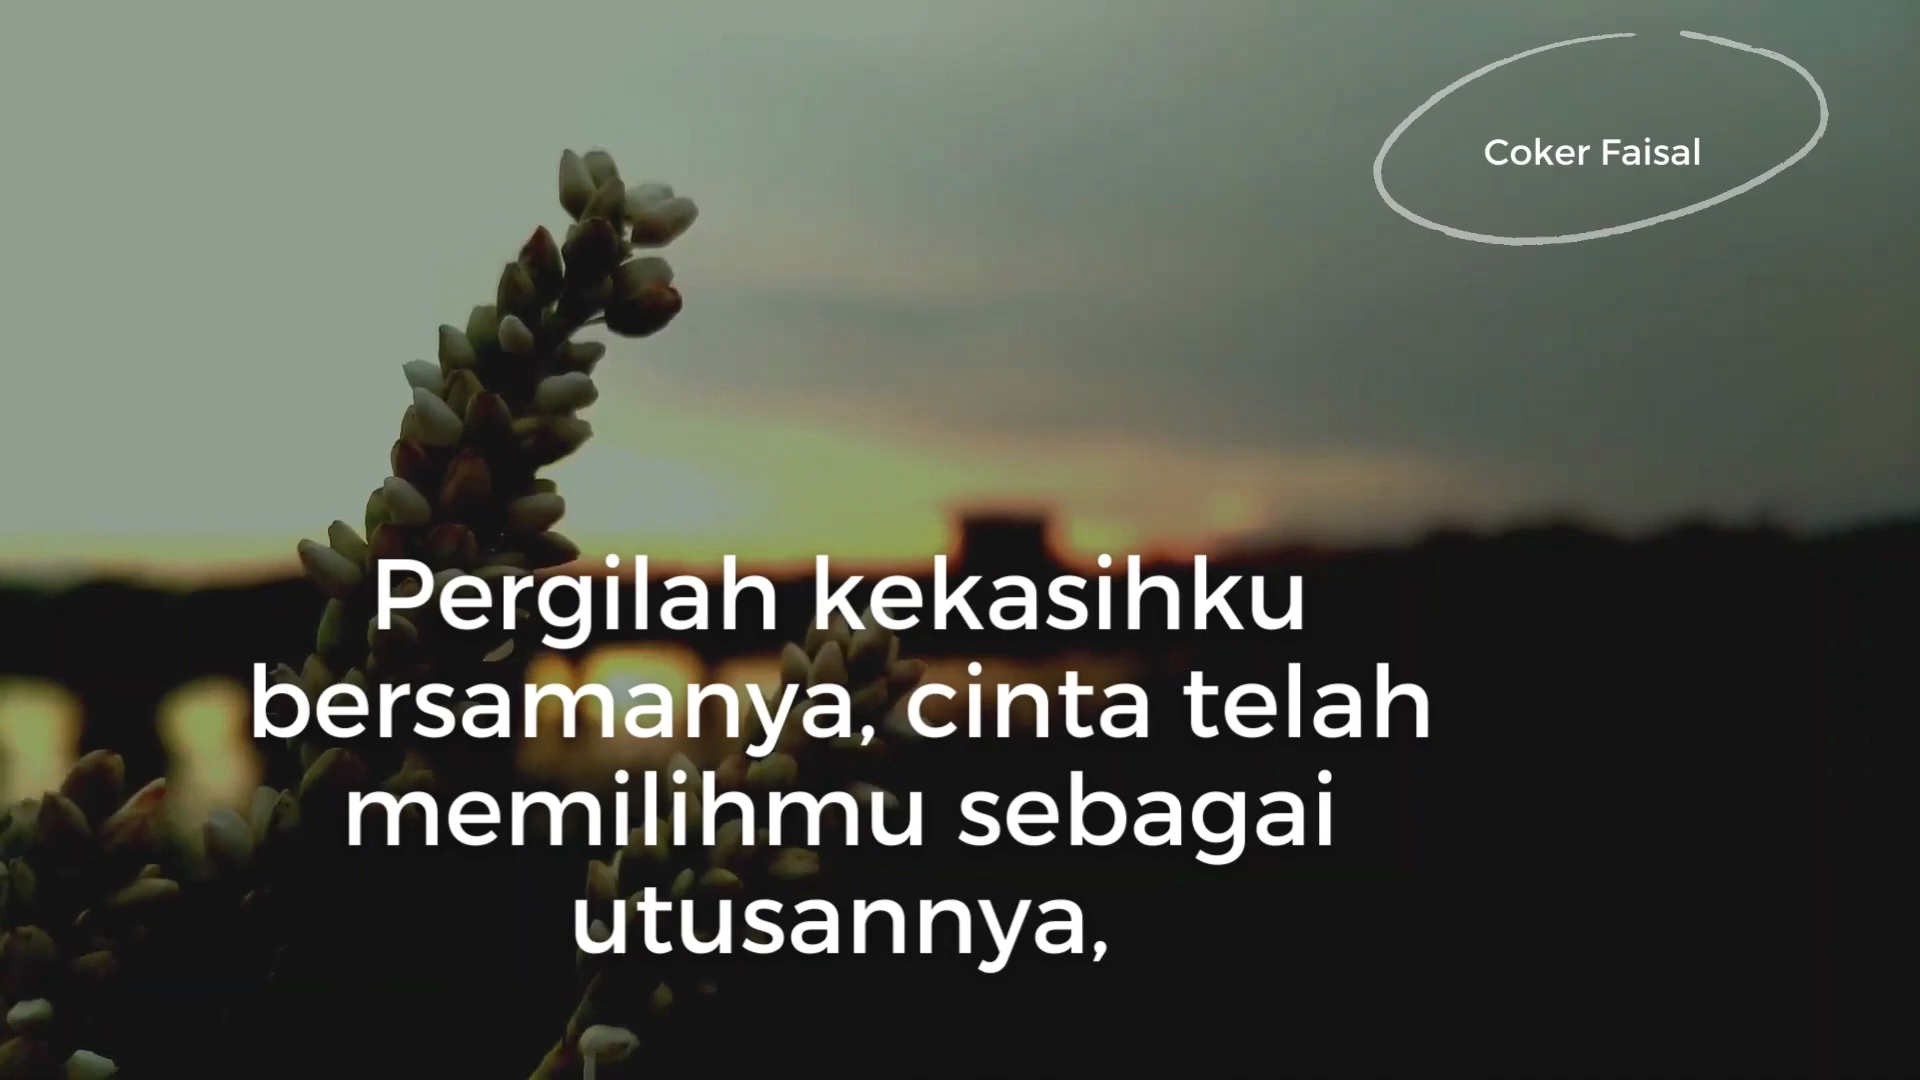 Coker Faisal
Pergilah kekasihku
bersamanya, cinta telah
memilihmu sebagai
utusannya,